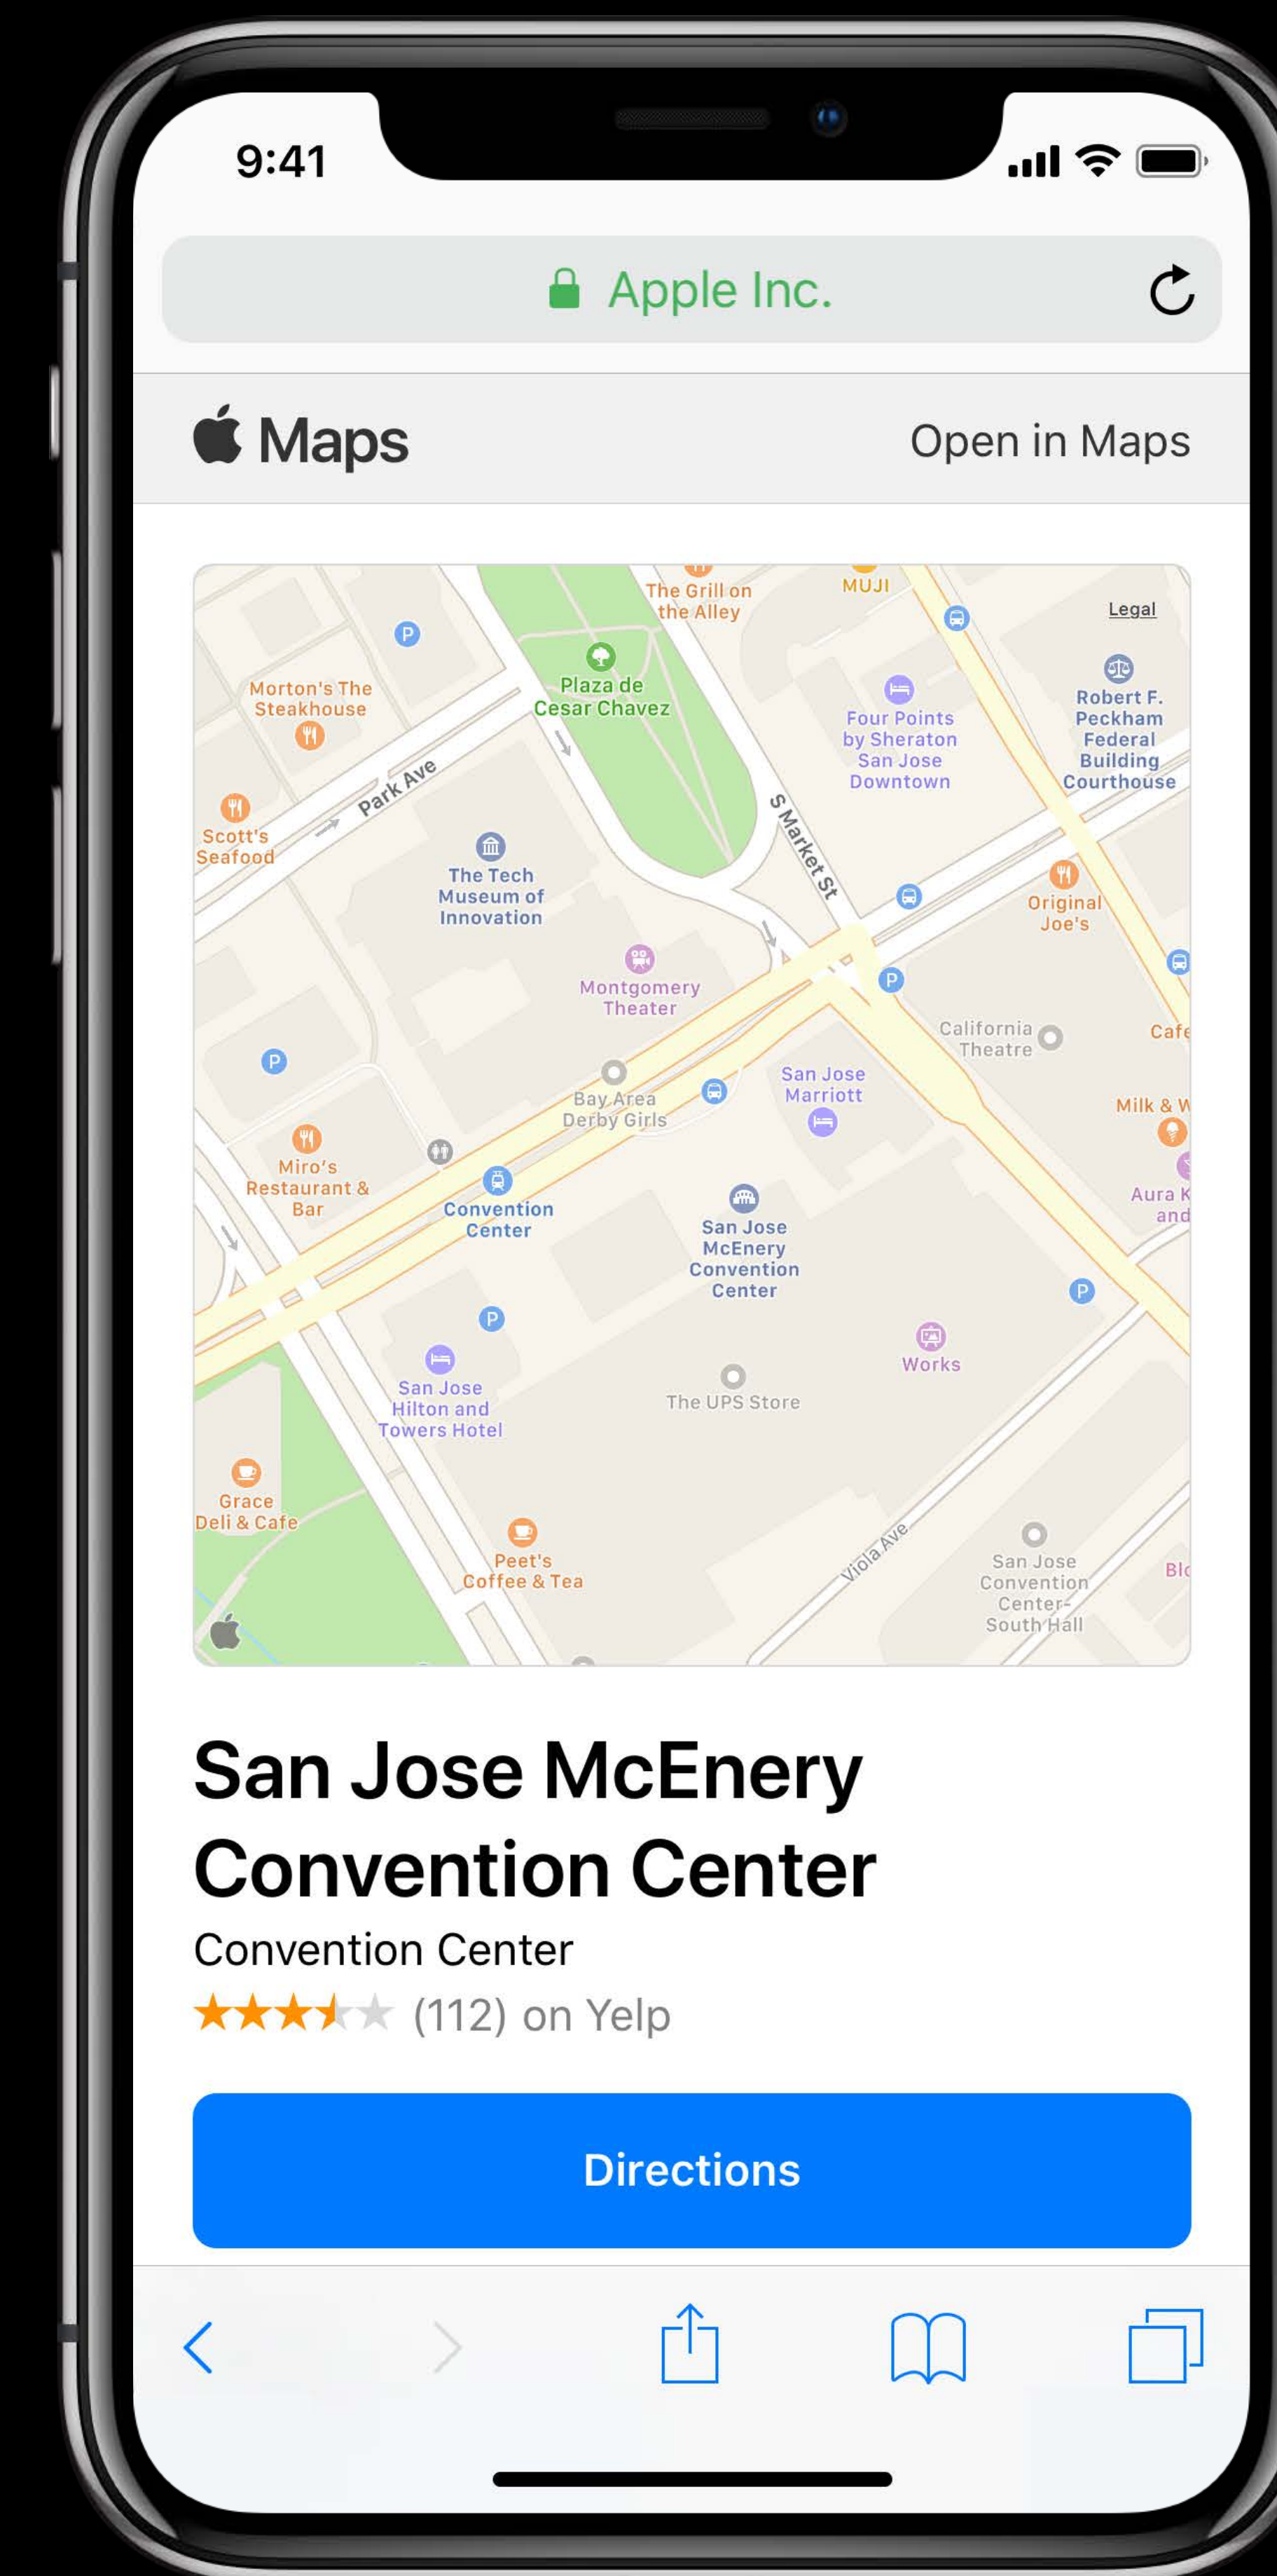 9:41
Apple Inc.
Maps
Open in Maps
The Grill on
the Alley
MUJI
Legal
P
Morton's The
Steakhouse
Plaza de
Cesar Chavez
Four Points
by Sheraton
San Jose
Downtown
Robert F.
Peckham
Federal
Building
Courthouse
Park Ave
Scott's
Seafood
S Market St
The Tech
Museum of
Innovation
Original
Joe's
Montgomery
Theater
P
California
Theatre
Cafe
P
Bay Area
Derby Girls
San Jose
Marriott
Milk & W
Miro's
Restaurant &
Bar
Convention
Center
Aura K
and
San Jose
McEnery
Convention
Center
P
P
Works
San Jose
Hilton and
Towers Hotel
The UPS Store
Grace
Deli & Cafe
Peet's
Coffee & Tea
Viola Ave
San Jose
Convention
Center-
South Hall
Blo
San Jose McEnery
Convention Center
Convention Center
(112) on Yelp
Directions